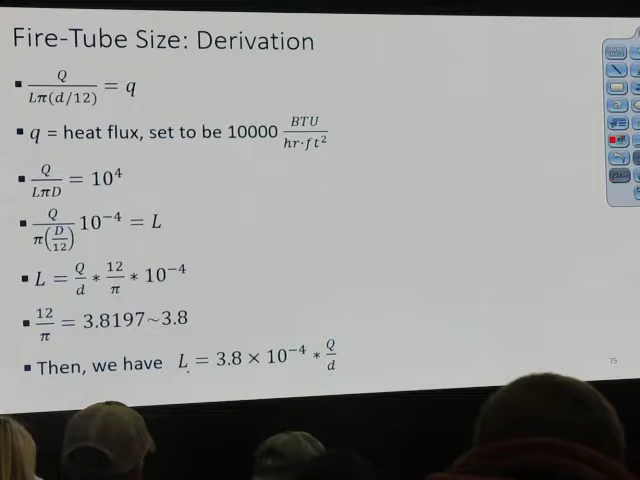 Fire-Tube Size: Derivation
▪ Q/(Lπ(d/12)) = q
▪ q = heat flux, set to be 10000 BTU/(hr·ft²)
▪ Q/(LπD) = 10⁴
▪ Q/(π(D/12)) 10⁻⁴ = L
▪ L = Q/d * 12/π * 10⁻⁴
▪ 12/π = 3.8197~3.8
▪ Then, we have L = 3.8 × 10⁻⁴ * Q/d
75